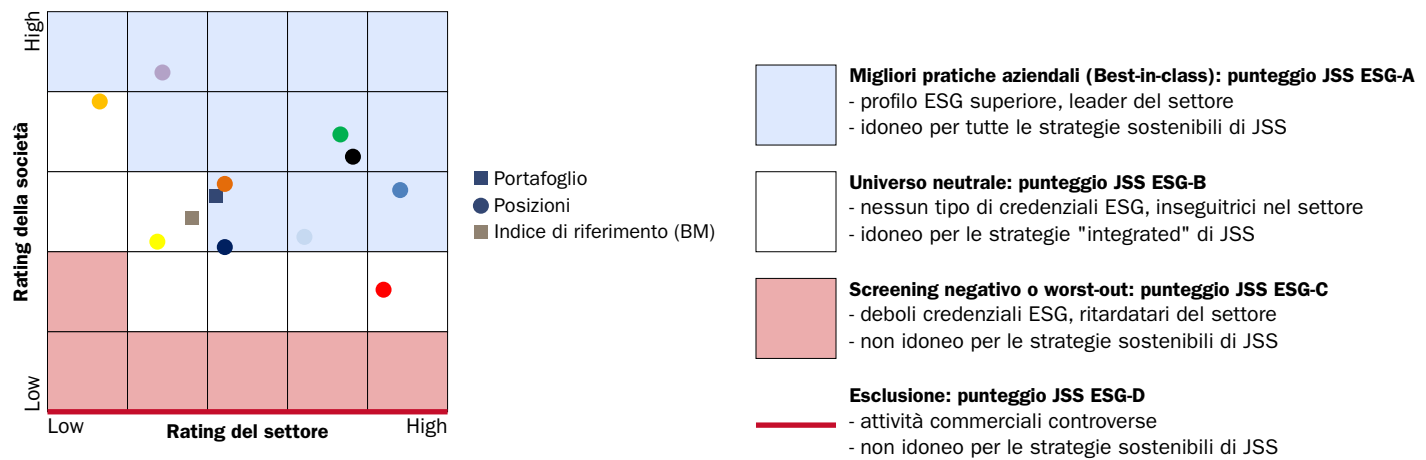 High
Rating della società
Low
Low
Rating del settore
High
Portafoglio
Posizioni
Indice di riferimento (BM)
Migliori pratiche aziendali (Best-in-class): punteggio JSS ESG-A
- profilo ESG superiore, leader del settore
- idoneo per tutte le strategie sostenibili di JSS
Universo neutrale: punteggio JSS ESG-B
- nessun tipo di credenziali ESG, inseguitrici nel settore
- idoneo per le strategie "integrated" di JSS
Screening negativo o worst-out: punteggio JSS ESG-C
- deboli credenziali ESG, ritardatari del settore
- non idoneo per le strategie sostenibili di JSS
Esclusione: punteggio JSS ESG-D
- attività commerciali controverse
- non idoneo per le strategie sostenibili di JSS